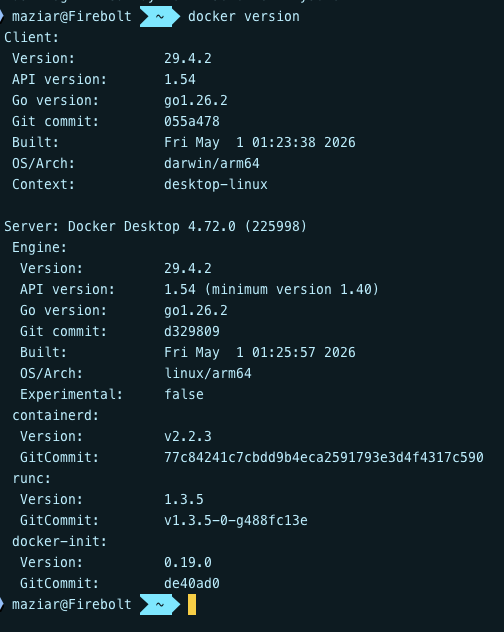 maziar@Firebolt ~ docker version
Client:
 Version:           29.4.2
 API version:       1.54
 Go version:        go1.26.2
 Git commit:        055a478
 Built:             Fri May  1 01:23:38 2026
 OS/Arch:           darwin/arm64
 Context:           desktop-linux

Server: Docker Desktop 4.72.0 (225998)
 Engine:
  Version:          29.4.2
  API version:      1.54 (minimum version 1.40)
  Go version:       go1.26.2
  Git commit:       d329809
  Built:            Fri May  1 01:25:57 2026
  OS/Arch:          linux/arm64
  Experimental:     false
 containerd:
  Version:          v2.2.3
  GitCommit:        77c84241c7cbdd9b4eca2591793e3d4f4317c590
 runc:
  Version:          1.3.5
  GitCommit:        v1.3.5-0-g488fc13e
 docker-init:
  Version:          0.19.0
  GitCommit:        de40ad0
maziar@Firebolt ~